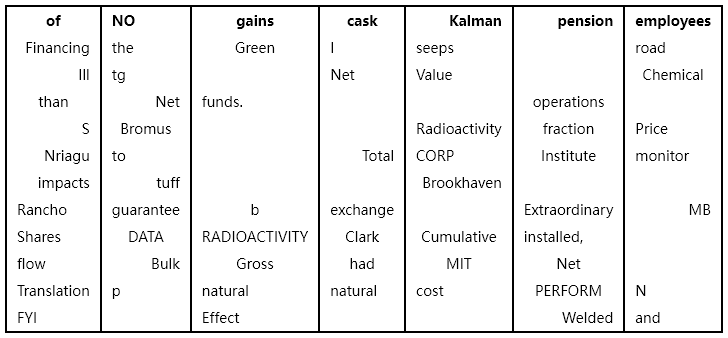 of NO gains cask Kalman pension employees
Financing the Green I seeps road
Ill tg Net Value Chemical
than Net funds. operations
S Bromus Radioactivity fraction Price
Nriagu to Total CORP Institute monitor
impacts tuff Brookhaven
Rancho guarantee b exchange Extraordinary MB
Shares DATA RADIOACTIVITY Clark Cumulative installed,
flow Bulk Gross had MIT Net
Translation p natural natural cost PERFORM N
FYI Effect Welded and